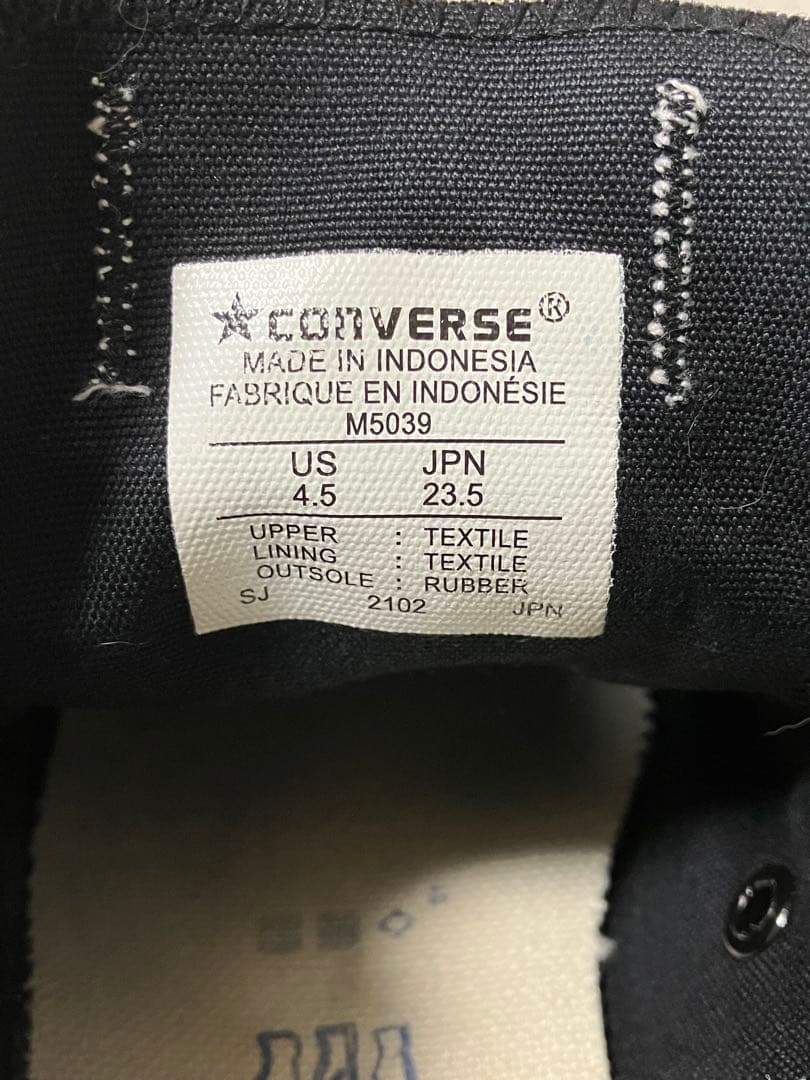 CONVERSE®
MADE IN INDONESIA
FABRIQUE EN INDONÉSIE
M5039
US JPN
4.5 23.5
UPPER : TEXTILE
LINING : TEXTILE
OUTSOLE : RUBBER
SJ 2102 JPN